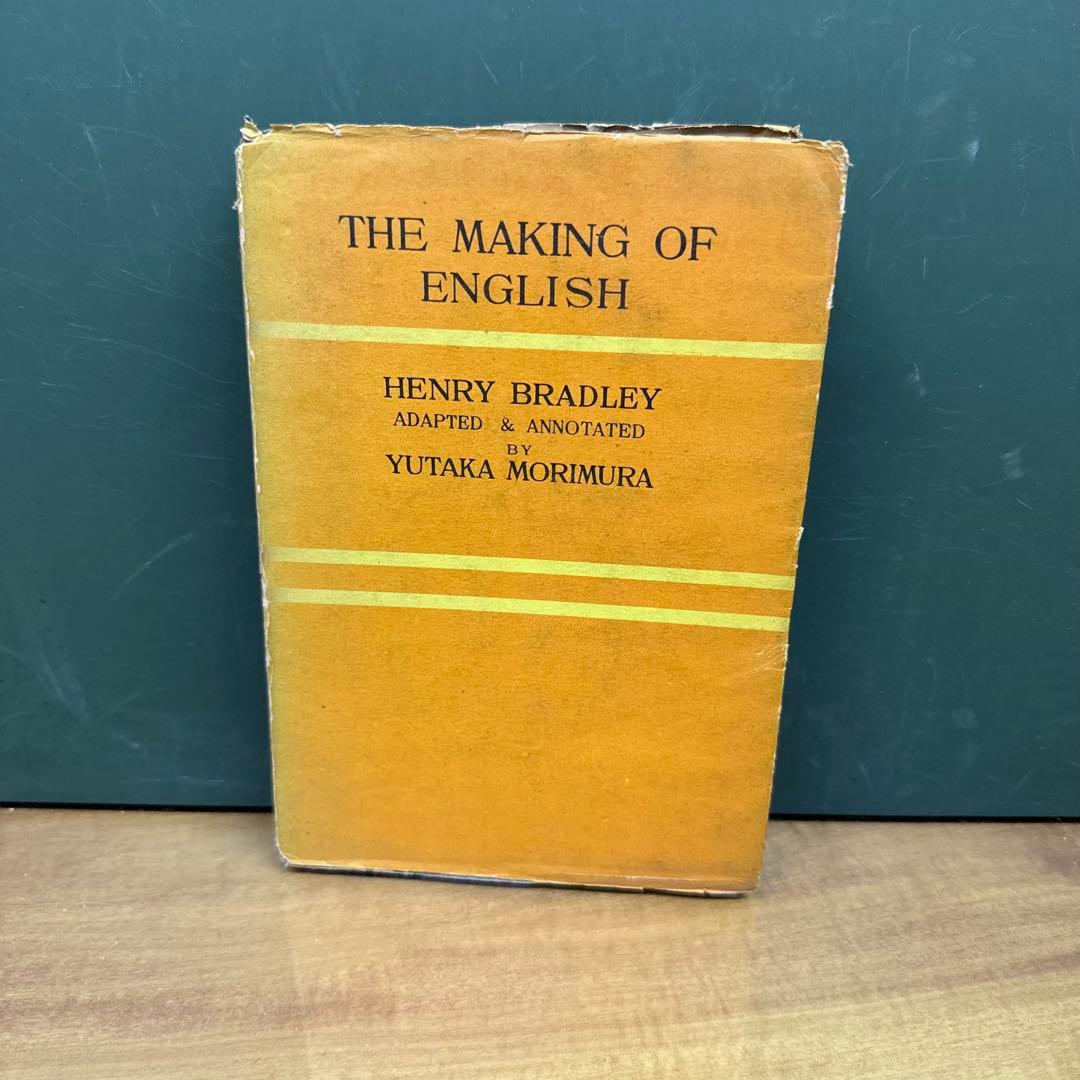 THE MAKING OF
ENGLISH
HENRY BRADLEY
ADAPTED & ANNOTATED
BY
YUTAKA MORIMURA